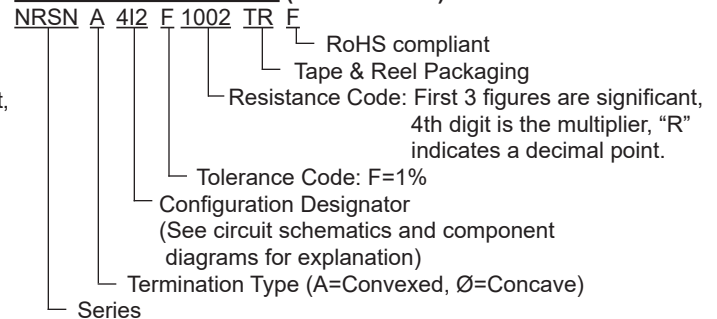 NRSN A 4I2 F 1002 TR F
RoHS compliant
Tape & Reel Packaging
t,
Resistance Code: First 3 figures are significant,
4th digit is the multiplier, “R”
indicates a decimal point.
Tolerance Code: F=1%
Configuration Designator
(See circuit schematics and component
diagrams for explanation)
Termination Type (A=Convexed, Ø=Concave)
Series